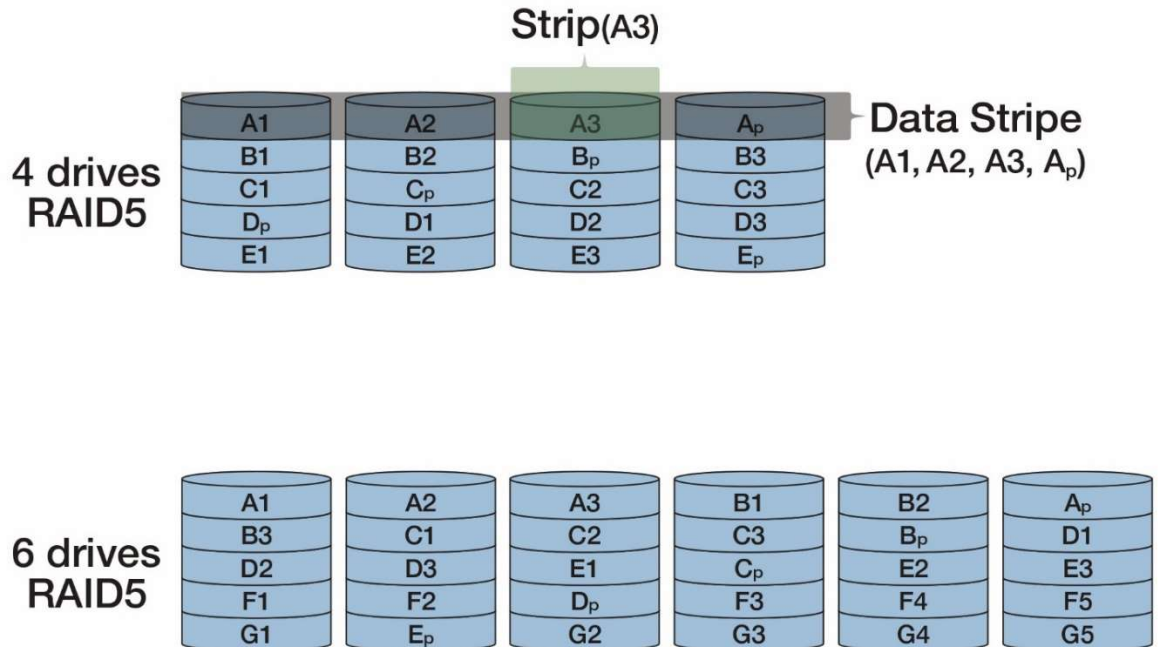 Strip(A3)
A1 A2 A3 Ap
Data Stripe
(A1, A2, A3, Ap)
4 drives
RAID5
B1 B2 Bp B3
C1 Cp C2 C3
Dp D1 D2 D3
E1 E2 E3 Ep
6 drives
RAID5
A1 A2 A3 B1 B2 Ap
B3 C1 C2 C3 Bp D1
D2 D3 E1 Cp E2 E3
F1 F2 Dp F3 F4 F5
G1 Ep G2 G3 G4 G5